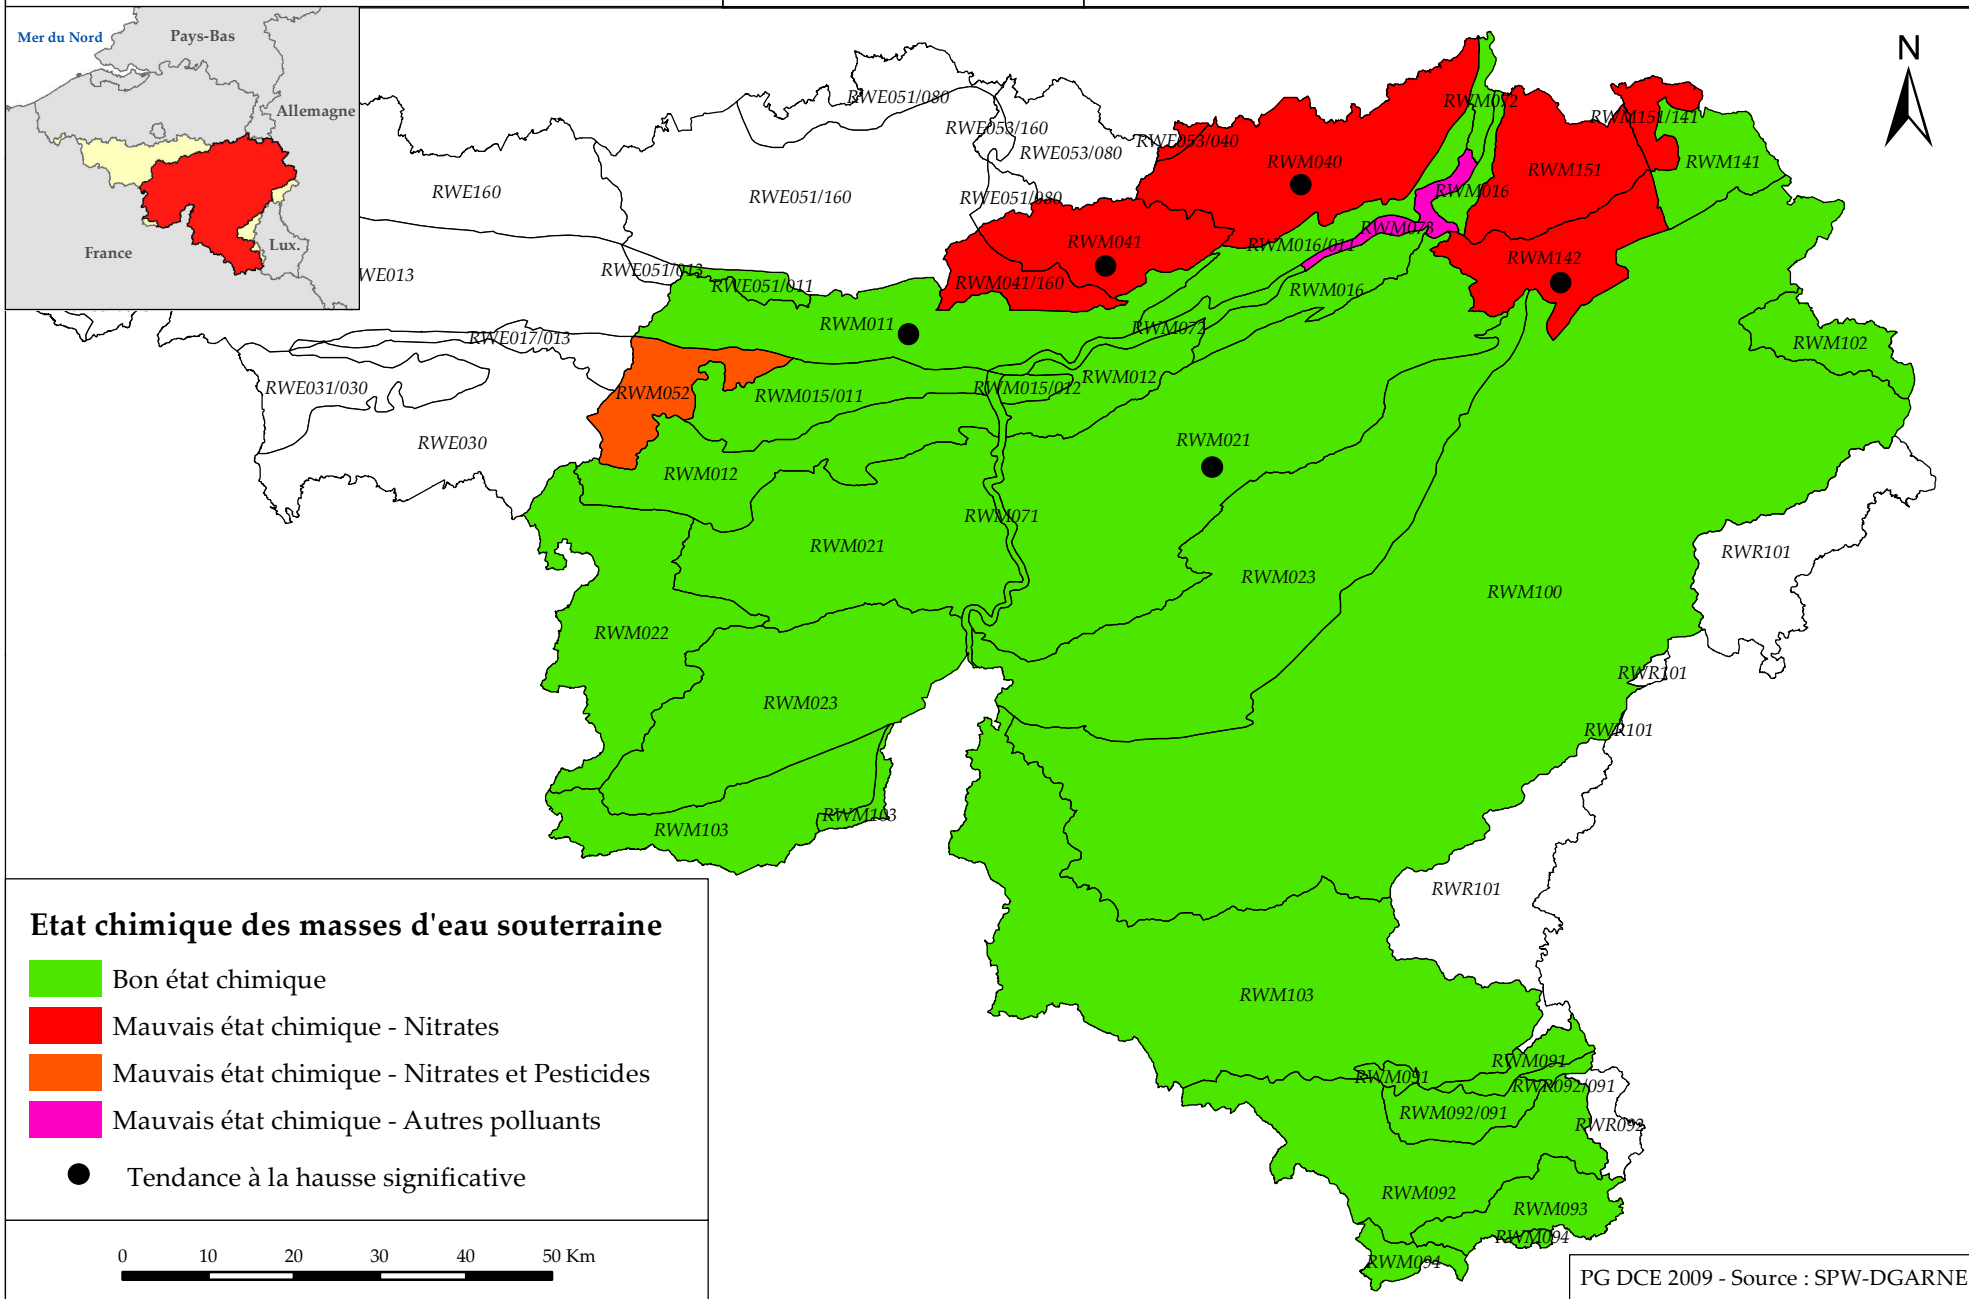 Mer du Nord
Pays-Bas
Allemagne
France
Lux.
N
RWE051/080
RWE053/160
RWE053/080
RWE053/040
RWM040
RWM072
RWM151/141
RWM151
RWM141
RWE160
RWE051/160
RWE051/080
RWM016
RWM073
RWM041
RWM016/011
RWM142
WE013
RWE051/013
RWE051/011
RWM041/160
RWM016
RWM011
RWM072
RWE017/013
RWM102
RWE031/030
RWM052
RWM015/011
RWM015/012
RWM012
RWE030
RWM012
RWM021
RWM071
RWM021
RWM023
RWM100
RWR101
RWM022
RWR101
RWM023
RWR101
RWM103
RWM103
RWR101
RWM103
RWM091
RWM091
RWR092/091
RWM092/091
RWR092
RWM092
RWM093
RWM094
RWM094
Etat chimique des masses d'eau souterraine
Bon état chimique
Mauvais état chimique - Nitrates
Mauvais état chimique - Nitrates et Pesticides
Mauvais état chimique - Autres polluants
Tendance à la hausse significative
0 10 20 30 40 50 Km
PG DCE 2009 - Source : SPW-DGARNE